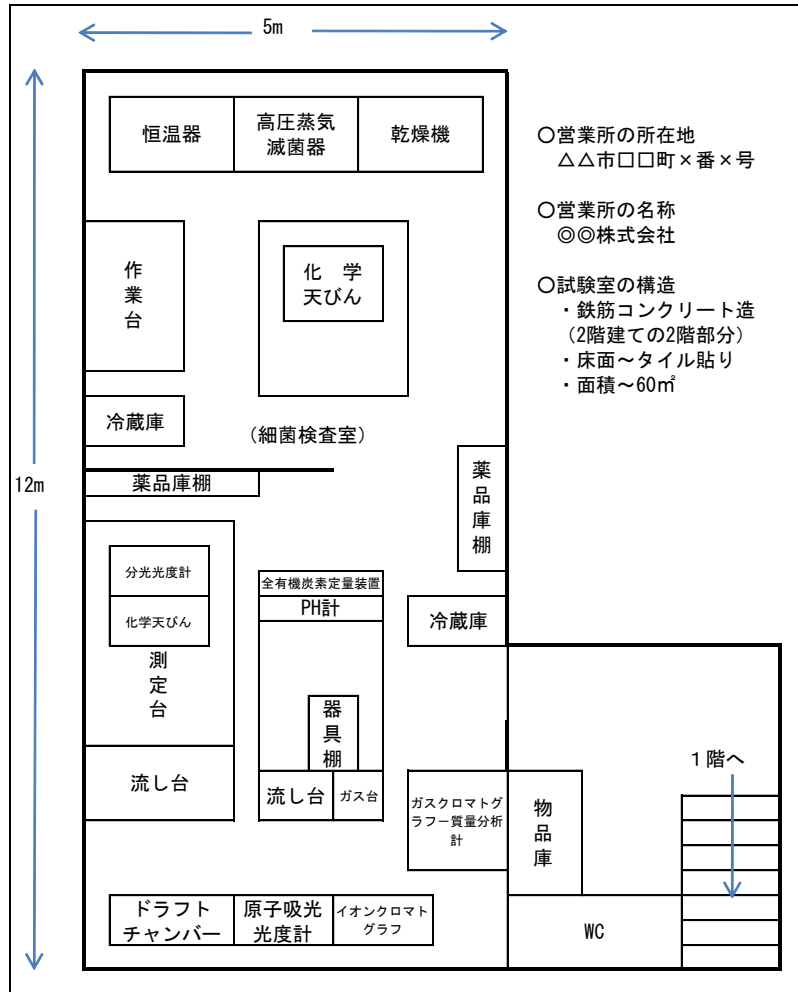 5m
恒温器
高圧蒸気
滅菌器
乾燥機
〇営業所の所在地
△△市□□町×番×号
〇営業所の名称
◎◎株式会社
〇試験室の構造
・鉄筋コンクリート造
（2階建ての2階部分）
・床面～タイル貼り
・面積～60㎡
作業台
化　学
天びん
冷蔵庫
（細菌検査室）
12m
薬品庫棚
薬品庫棚
分光光度計
化学天びん
測定台
全有機炭素定量装置
PH計
冷蔵庫
器具棚
流し台
流し台
ガス台
ガスクロマトグ
ラフー質量分析
計
物品庫
１階へ
ドラフト
チャンバー
原子吸光
光度計
イオンクロマト
グラフ
WC